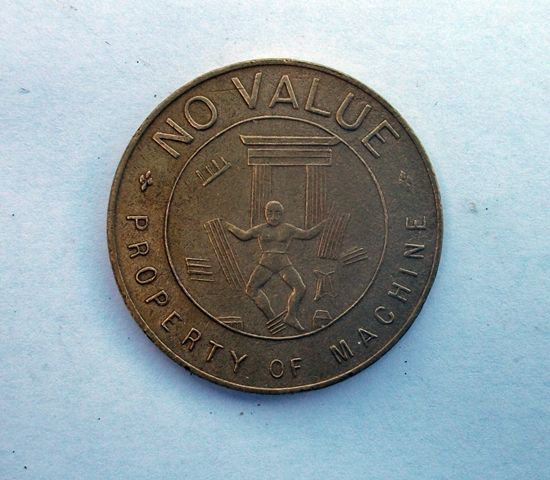 NO VALUE
PROPERTY OF MACHINE